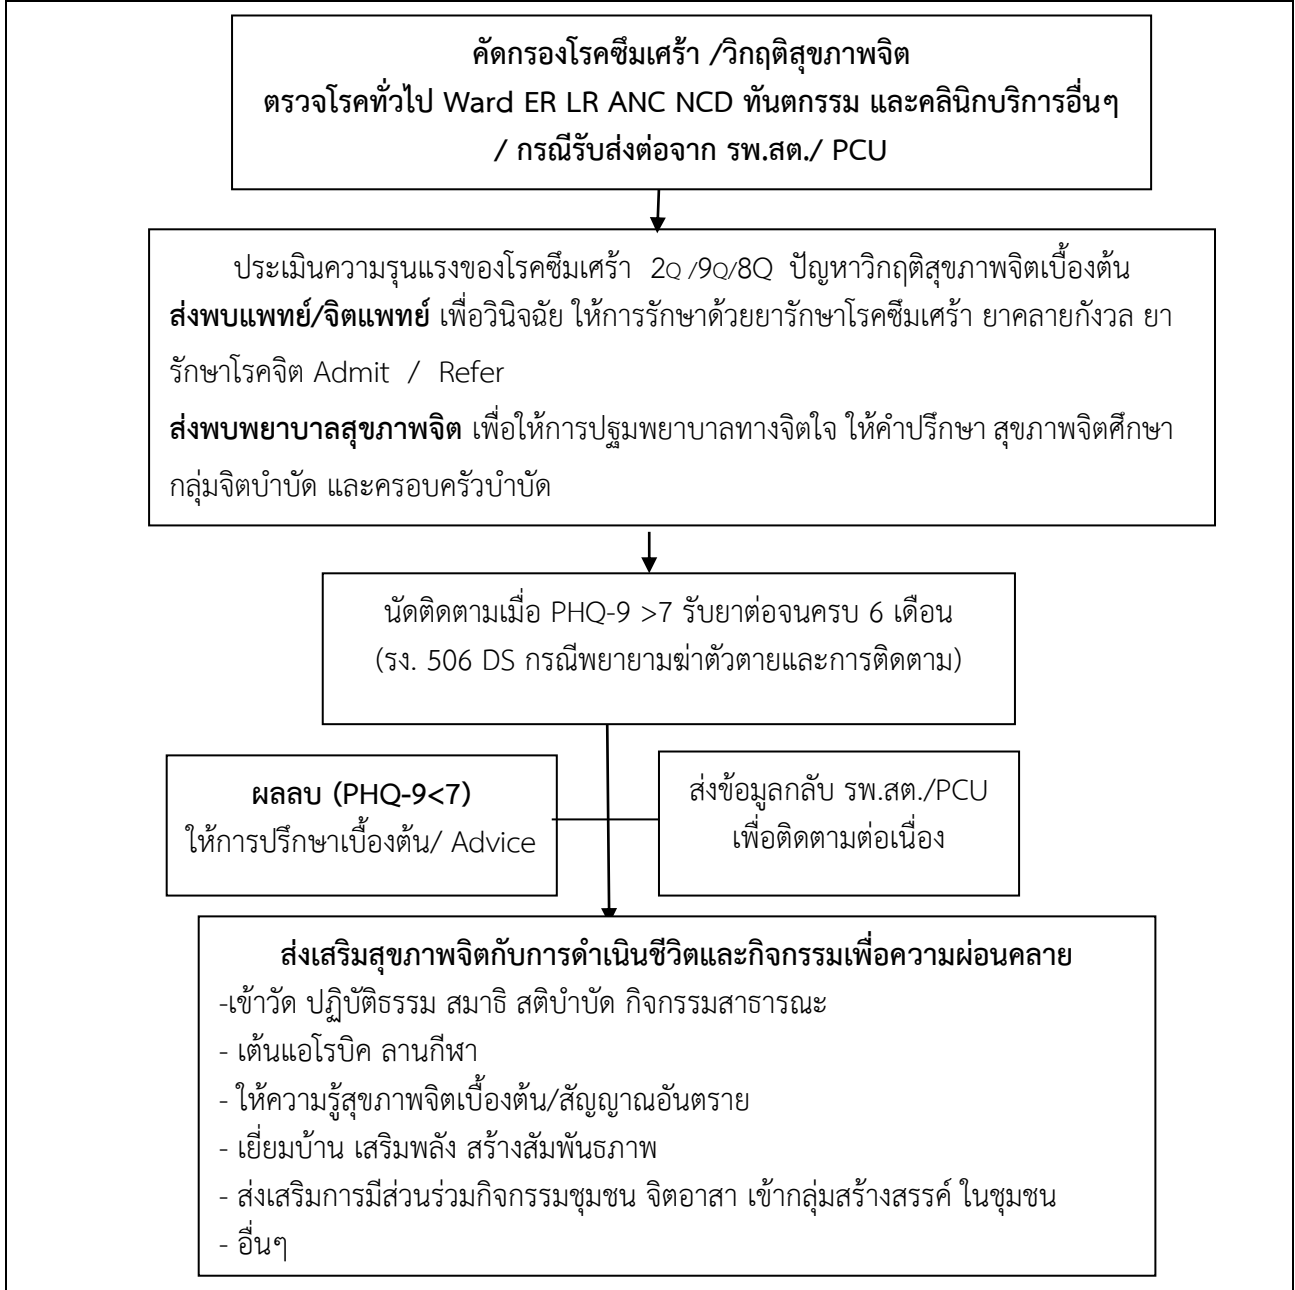 คัดกรองโรคซึมเศร้า /วิกฤติสุขภาพจิต
ตรวจโรคทั่วไป Ward ER LR ANC NCD ทันตกรรม และคลินิกบริการอื่นๆ
/ กรณีรับส่งต่อจาก รพ.สต./ PCU
ประเมินความรุนแรงของโรคซึมเศร้า 2Q /9Q/8Q ปัญหาวิกฤติสุขภาพจิตเบื้องต้น
ส่งพบแพทย์/จิตแพทย์ เพื่อวินิจฉัย ให้การรักษาด้วยยารักษาโรคซึมเศร้า ยาคลายกังวล ยา
รักษาโรคจิต Admit / Refer
ส่งพบพยาบาลสุขภาพจิต เพื่อให้การปฐมพยาบาลทางจิตใจ ให้คำปรึกษา สุขภาพจิตศึกษา
กลุ่มจิตบำบัด และครอบครัวบำบัด
นัดติดตามเมื่อ PHQ-9 >7 รับยาต่อจนครบ 6 เดือน
(รง. 506 DS กรณีพยายามฆ่าตัวตายและการติดตาม)
ผลลบ (PHQ-9<7)
ให้การปรึกษาเบื้องต้น/ Advice
ส่งข้อมูลกลับ รพ.สต./PCU
เพื่อติดตามต่อเนื่อง
ส่งเสริมสุขภาพจิตกับการดำเนินชีวิตและกิจกรรมเพื่อความผ่อนคลาย
-เข้าวัด ปฏิบัติธรรม สมาธิ สติบำบัด กิจกรรมสาธารณะ
- เต้นแอโรบิค ลานกีฬา
- ให้ความรู้สุขภาพจิตเบื้องต้น/สัญญาณอันตราย
- เยี่ยมบ้าน เสริมพลัง สร้างสัมพันธภาพ
- ส่งเสริมการมีส่วนร่วมกิจกรรมชุมชน จิตอาสา เข้ากลุ่มสร้างสรรค์ ในชุมชน
- อื่นๆ